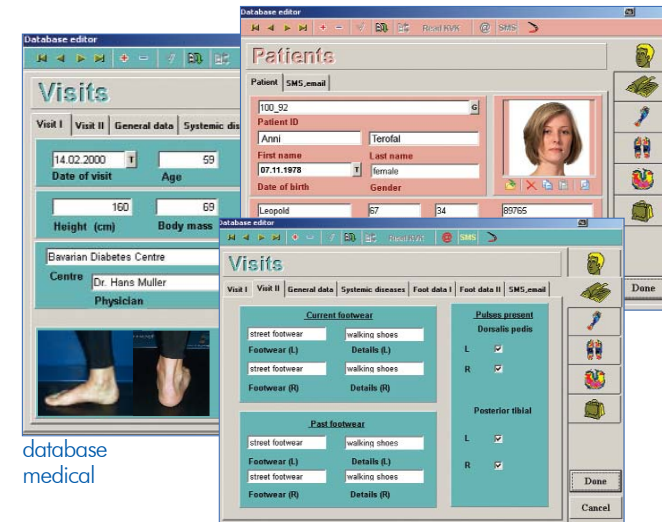 Database editor
Visits
Visit I Visit II General data Systemic dis
14.02.2000 T 59
Date of visit Age
160 69
Height (cm) Body mass
Bavarian Diabetes Centre
Centre Dr. Hans Muller
Physician
database
medical
Database editor
Read KVK @ SMS
Patients
Patient SMS,email
100_92 G
Patient ID
Anni Terofal
First name Last name
07.11.1978 T female
Date of birth Gender
Leopold 67 34 89765
Done
Database editor
Read KVK @ SMS
Visits
Visit I Visit II General data Systemic diseases Foot data I Foot data II SMS,email
Current footwear
street footwear walking shoes
Footwear (L) Details (L)
street footwear walking shoes
Footwear (R) Details (R)
Past footwear
street footwear walking shoes
Footwear (L) Details (L)
street footwear walking shoes
Footwear (R) Details (R)
Pulses present
Dorsalis pedis
L
R
Posterior tibial
L
R
Done
Cancel